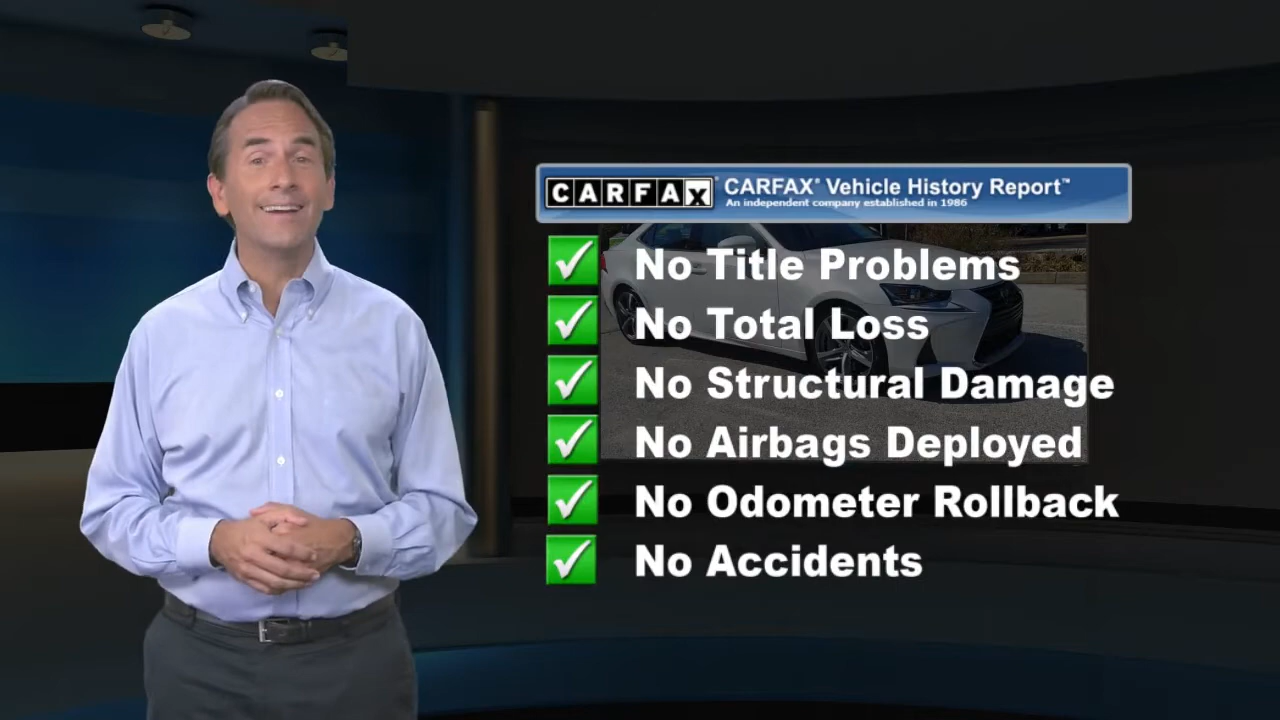 CARFAX® CARFAX® Vehicle History Report™
An independent company established in 1986
No Title Problems
No Total Loss
No Structural Damage
No Airbags Deployed
No Odometer Rollback
No Accidents